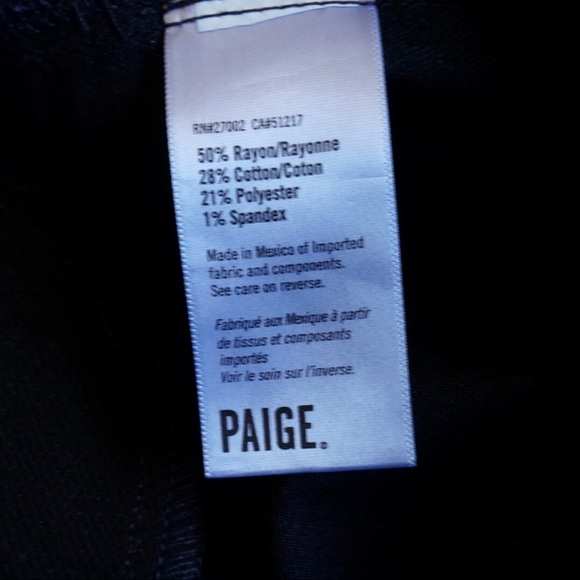 RN#27002 CA#51217
50% Rayon/Rayonne
28% Cotton/Coton
21% Polyester
1% Spandex
Made in Mexico of Imported
fabric and components.
See care on reverse.
Fabriqué aux Mexique à partir
de tissus et composants
importés
Voir le soin sur l'inverse.
PAIGE®